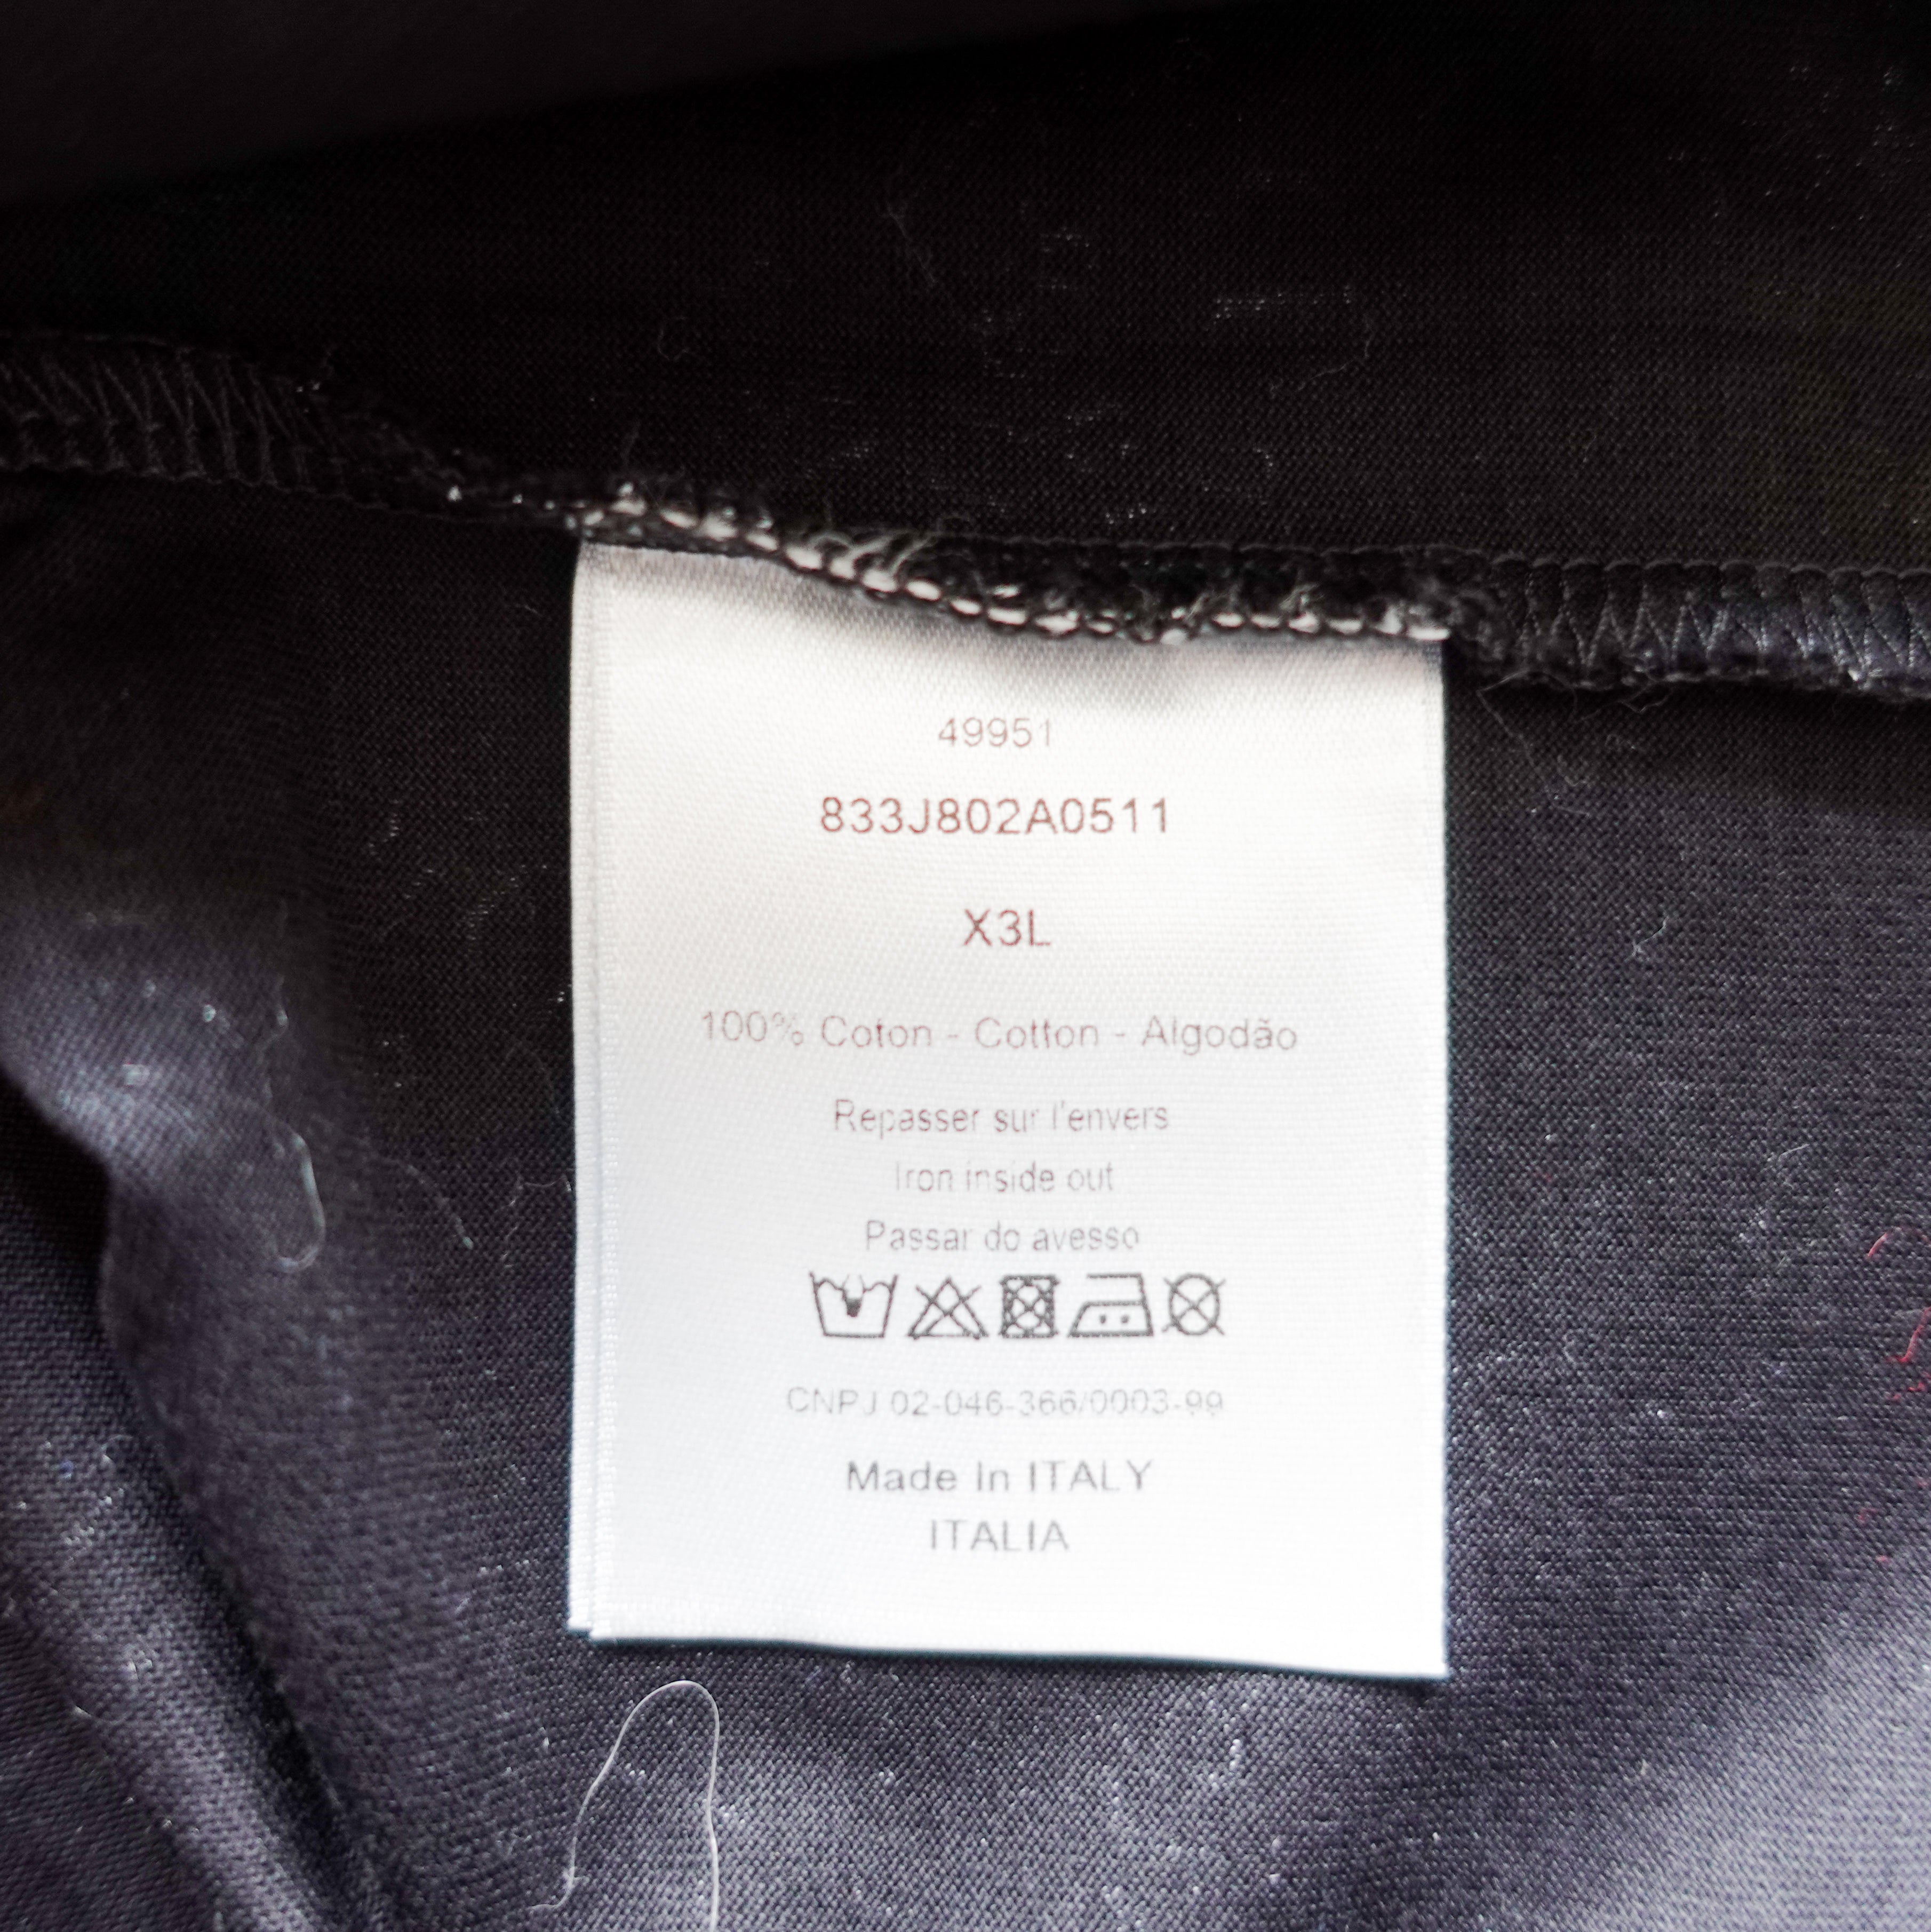 49951
833J802A0511
X3L
100% Coton - Cotton - Algodão
Repasser sur l'envers
Iron inside out
Passar do avesso
CNPJ 02-046-366/0003-99
Made In ITALY
ITALIA